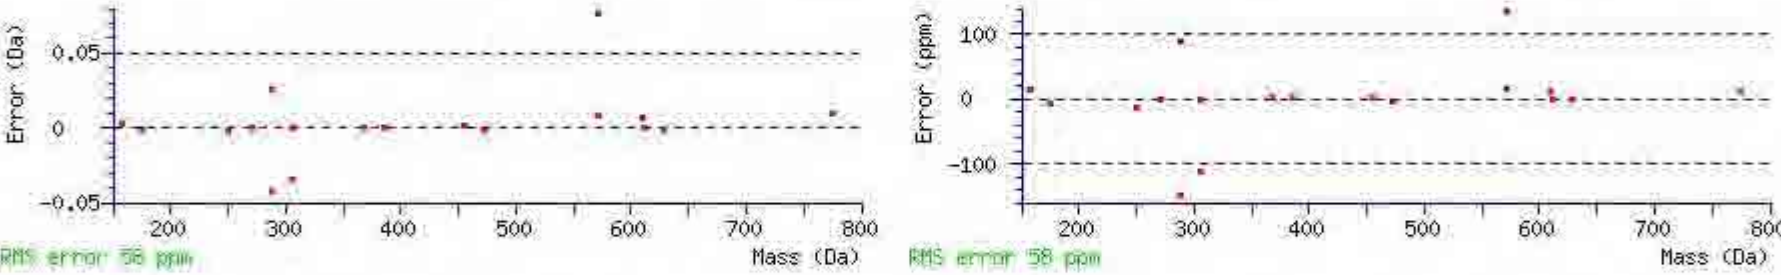 Error (Da)
0.05
0
-0.05
200 300 400 500 600 700 800
RMS error 58 ppm
Mass (Da)
Error (ppm)
100
0
-100
200 300 400 500 600 700 800
RMS error 58 ppm
Mass (Da)